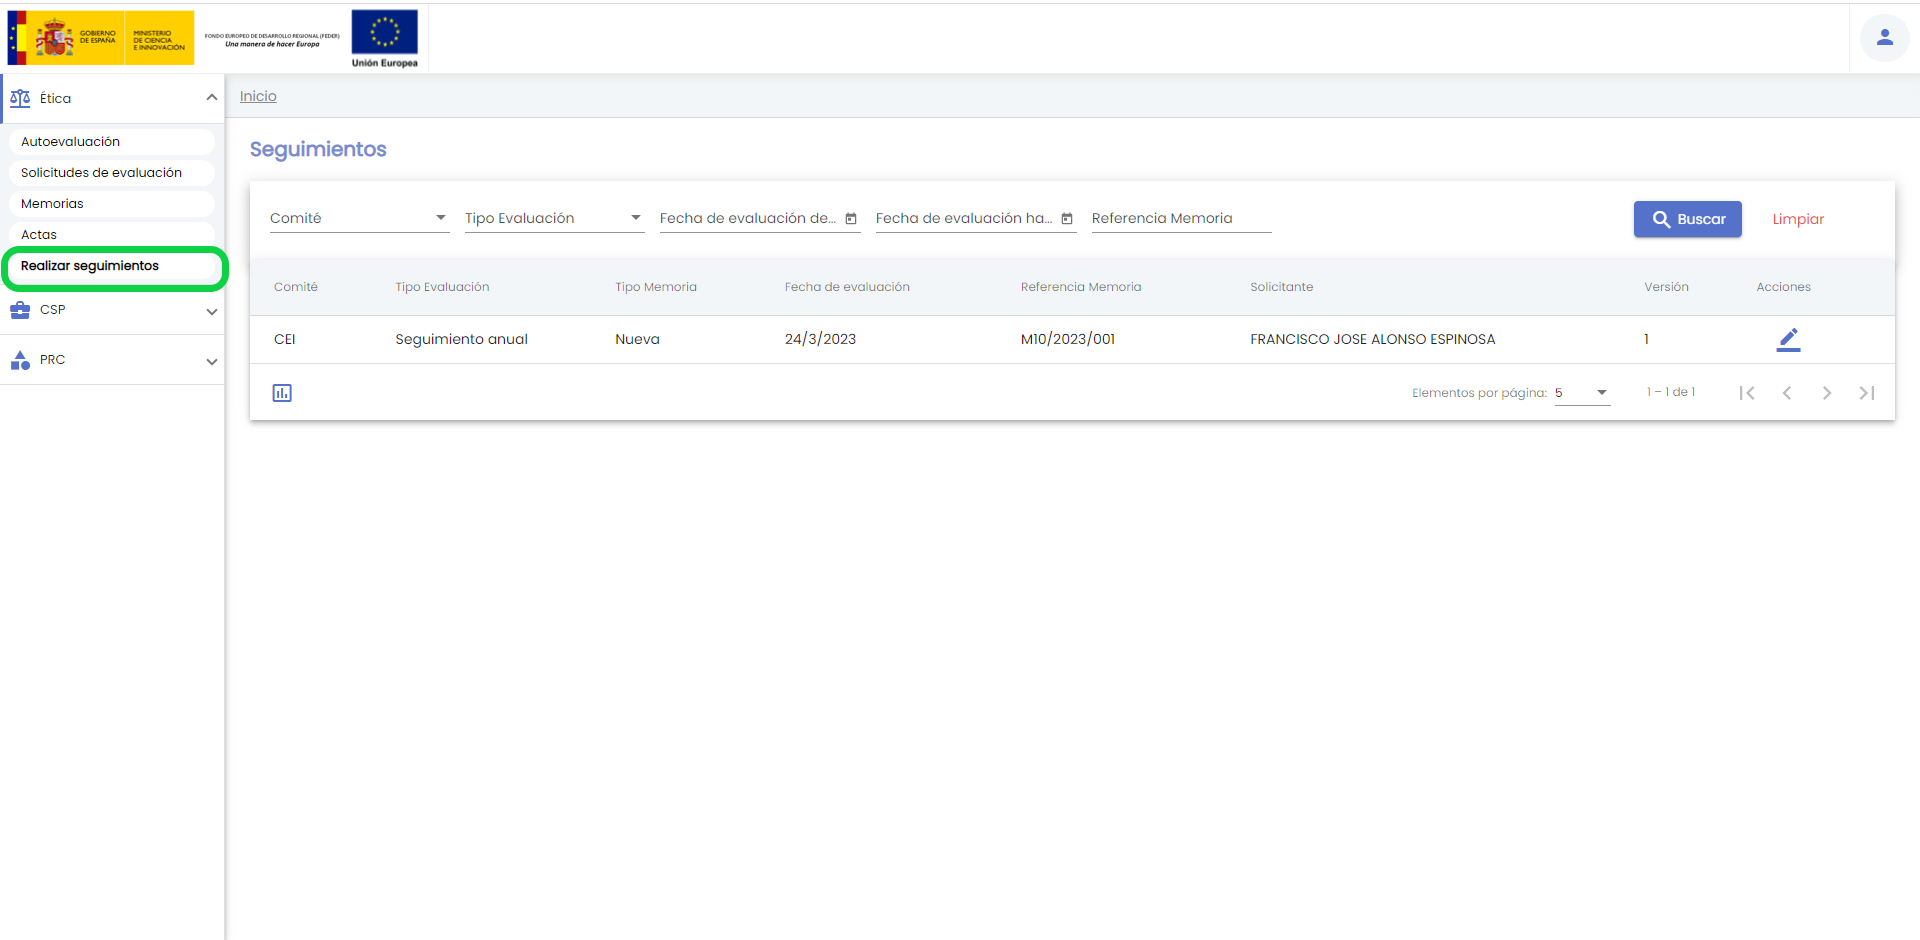 GOBIERNO
DE ESPAÑA
MINISTERIO
DE CIENCIA
E INNOVACIÓN
FONDO EUROPEO DE DESARROLLO REGIONAL (FEDER)
Una manera de hacer Europa
Unión Europea
Ética
Inicio
Autoevaluación
Solicitudes de evaluación
Memorias
Actas
Realizar seguimientos
CSP
PRC
Seguimientos
Comité Tipo Evaluación Fecha de evaluación de... Fecha de evaluación ha... Referencia Memoria Buscar Limpiar
Comité Tipo Evaluación Tipo Memoria Fecha de evaluación Referencia Memoria Solicitante Versión Acciones
CEI Seguimiento anual Nueva 24/3/2023 M10/2023/001 FRANCISCO JOSE ALONSO ESPINOSA 1
Elementos por página: 5 1 – 1 de 1